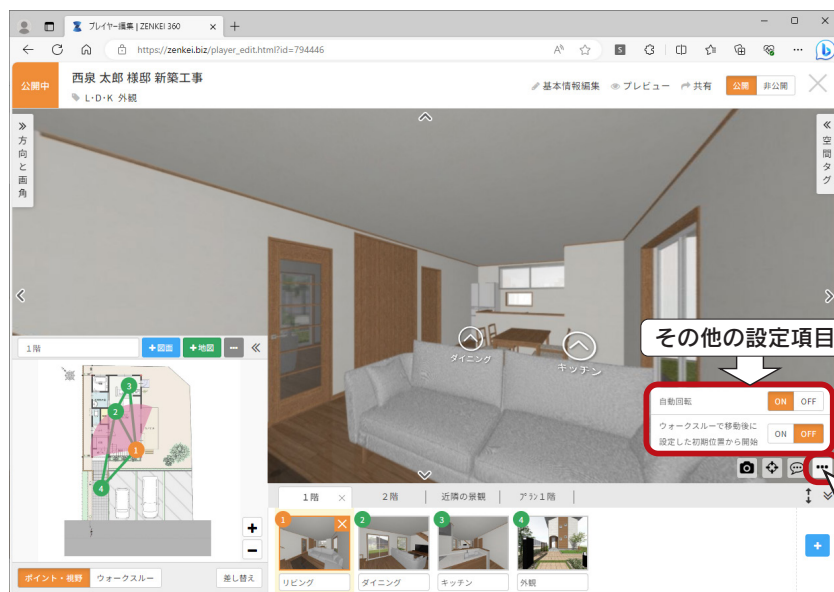 プレイヤー編集 | ZENKEI 360
https://zenkei.biz/player_edit.html?id=794446
公開中
西泉 太郎 様邸 新築工事
L・D・K 外観
基本情報編集
プレビュー
共有
公開
非公開
方向と画角
空間タグ
ダイニング
キッチン
その他の設定項目
自動回転
ON OFF
ウォークスルーで移動後に
設定した初期位置から開始
ON OFF
1階
+図面
+地図
3
2
1
4
ポイント・視野
ウォークスルー
差し替え
1階
2階
近隣の景観
プラン1階
1
リビング
2
ダイニング
3
キッチン
4
外観